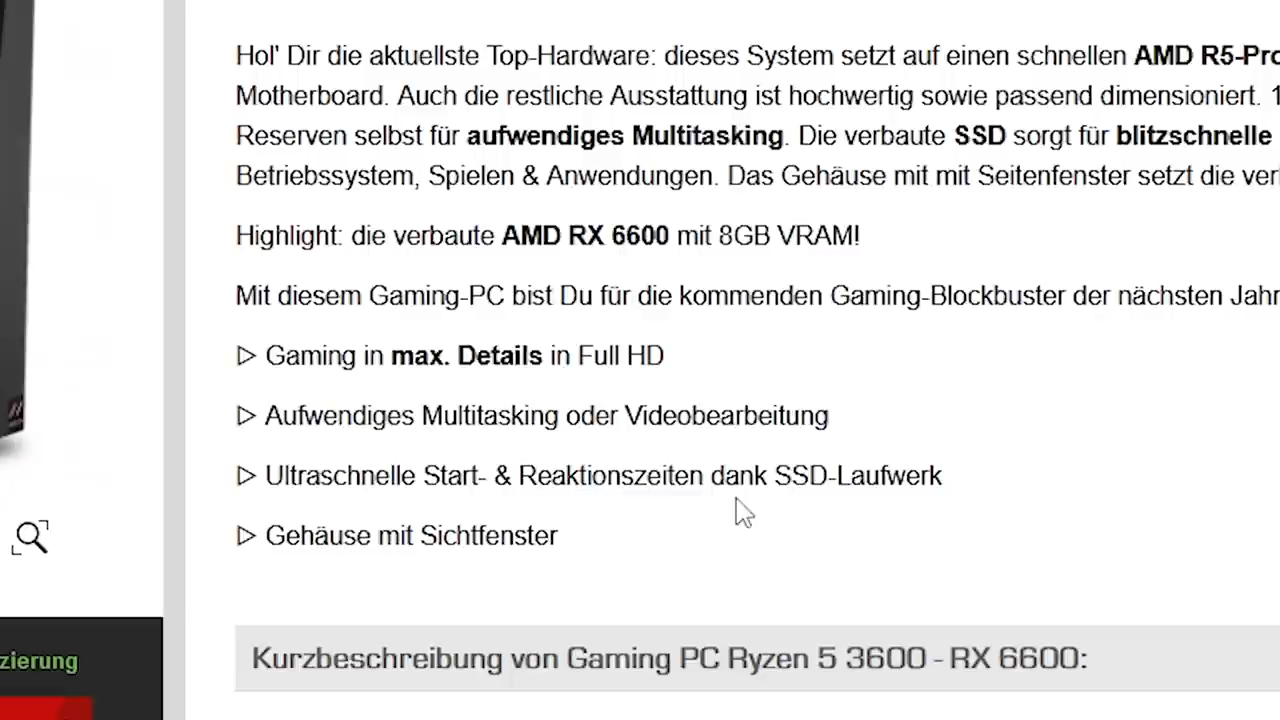 Hol' Dir die aktuellste Top-Hardware: dieses System setzt auf einen schnellen AMD R5-Pro
Motherboard. Auch die restliche Ausstattung ist hochwertig sowie passend dimensioniert. 1
Reserven selbst für aufwendiges Multitasking. Die verbaute SSD sorgt für blitzschnelle
Betriebssystem, Spielen & Anwendungen. Das Gehäuse mit mit Seitenfenster setzt die ver
Highlight: die verbaute AMD RX 6600 mit 8GB VRAM!
Mit diesem Gaming-PC bist Du für die kommenden Gaming-Blockbuster der nächsten Jahr
▷ Gaming in max. Details in Full HD
▷ Aufwendiges Multitasking oder Videobearbeitung
▷ Ultraschnelle Start- & Reaktionszeiten dank SSD-Laufwerk
▷ Gehäuse mit Sichtfenster
zierung
Kurzbeschreibung von Gaming PC Ryzen 5 3600 - RX 6600: